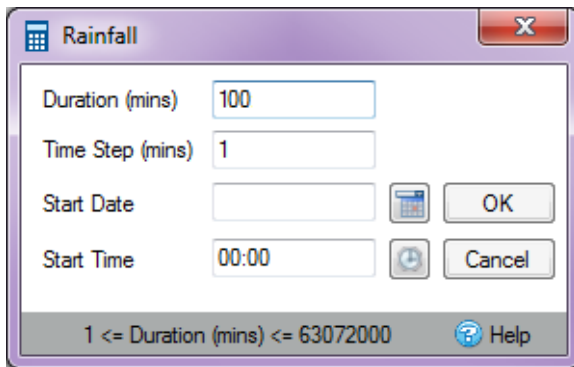 Rainfall
Duration (mins) 100
Time Step (mins) 1
Start Date OK
Start Time 00:00 Cancel
1 <= Duration (mins) <= 63072000 Help